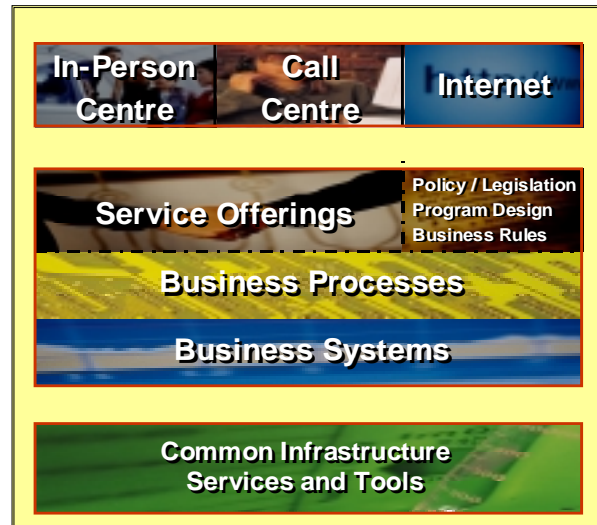 In-Person
Centre
Call
Centre
Internet
Service Offerings
Policy / Legislation
Program Design
Business Rules
Business Processes
Business Systems
Common Infrastructure
Services and Tools